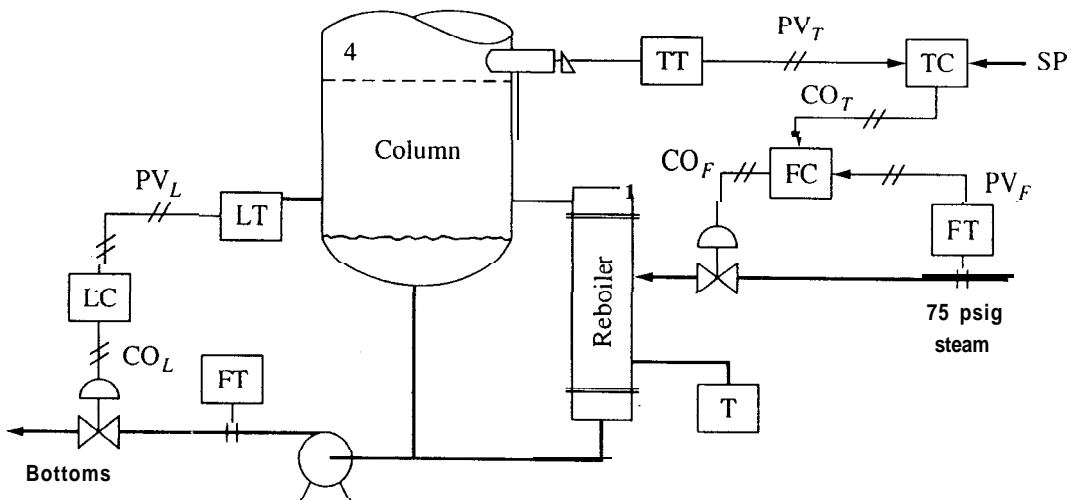 4
TT
PV_T
TC
SP
CO_T
Column
CO_F
FC
PV_F
FT
PV_L
LT
1
Reboiler
75 psig
steam
LC
CO_L
FT
T
Bottoms